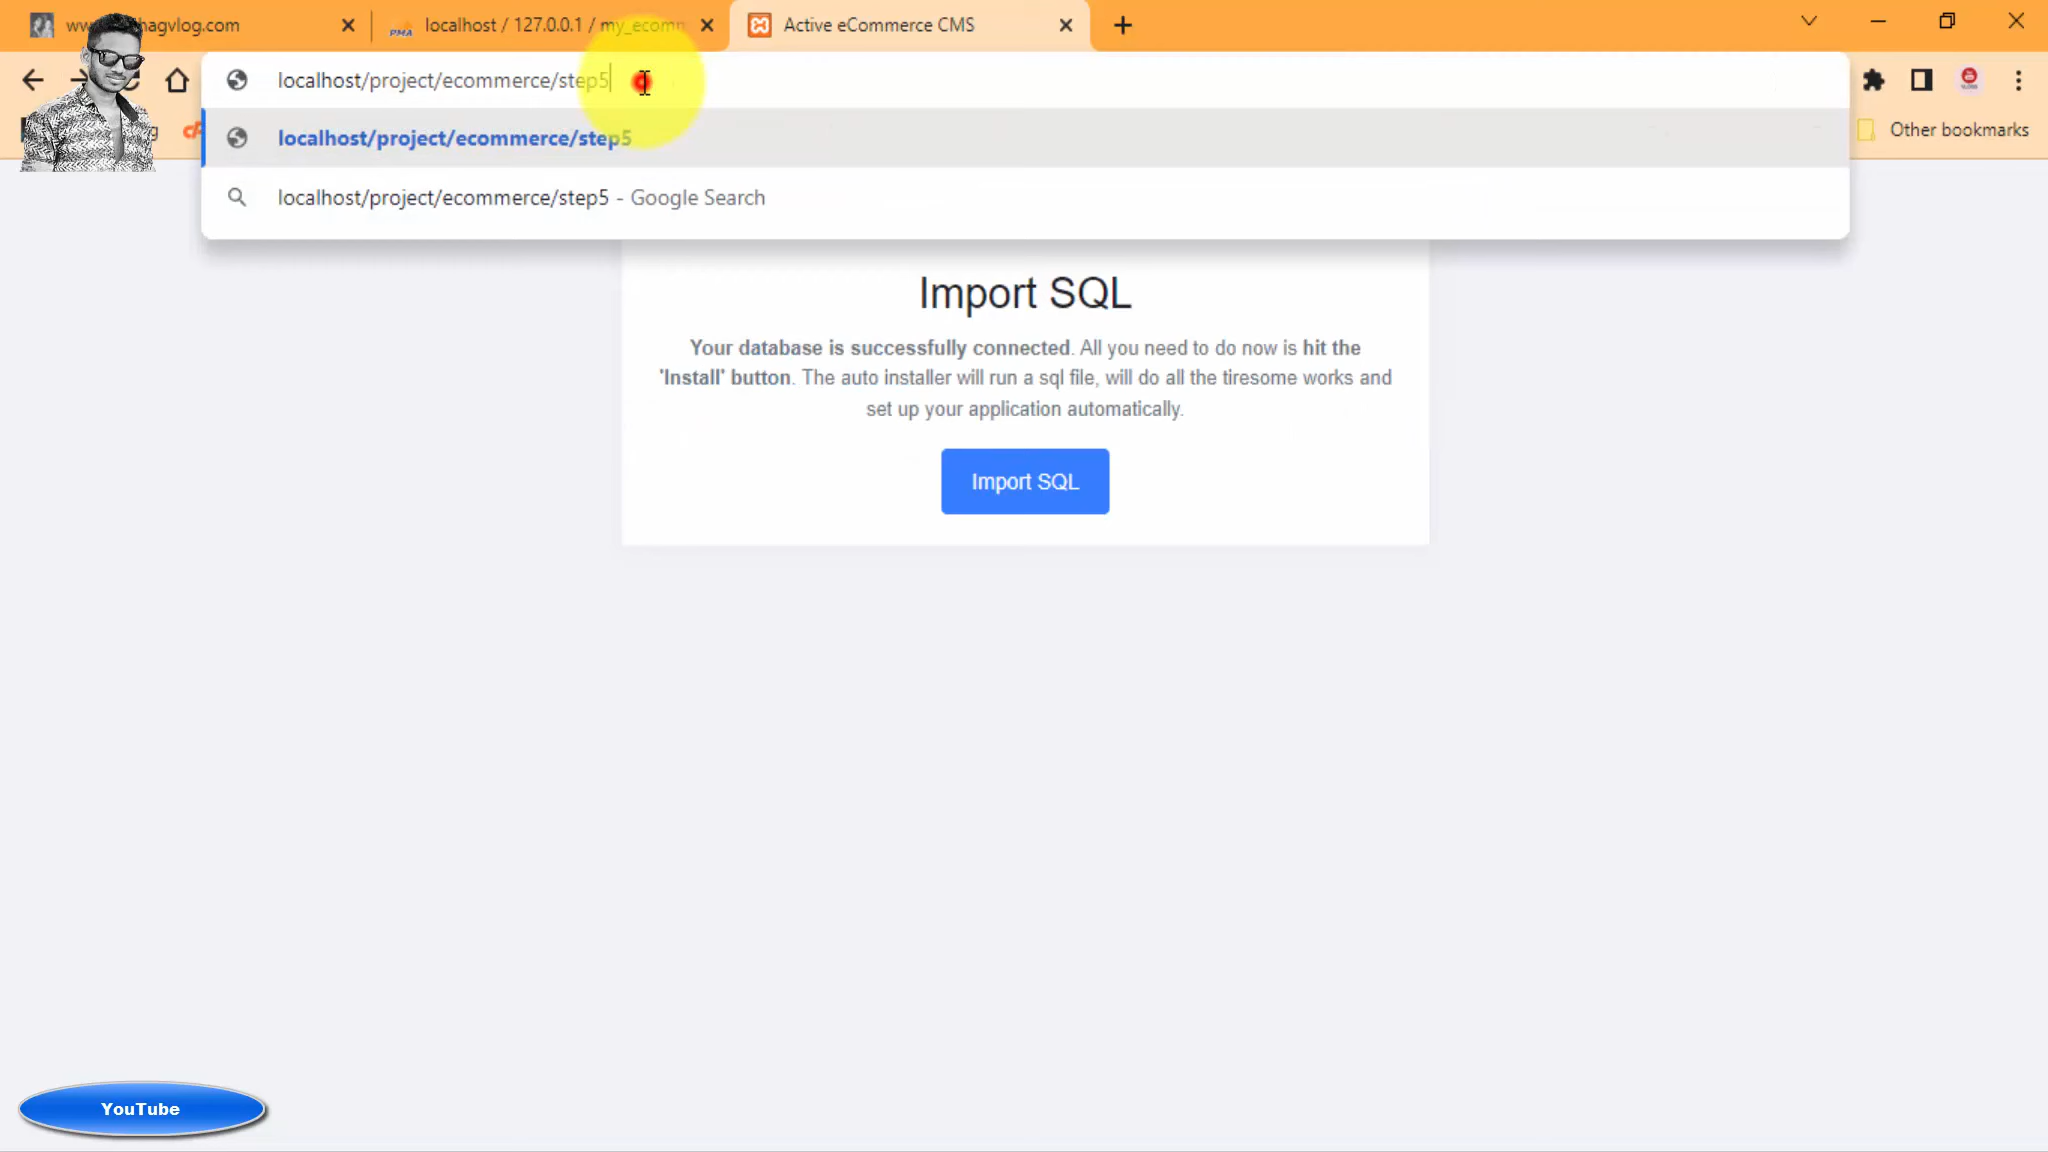 hagvlog.com
localhost / 127.0.0.1 / my_ecomm
Active eCommerce CMS
localhost/project/ecommerce/step5
localhost/project/ecommerce/step5
localhost/project/ecommerce/step5 - Google Search
Other bookmarks
Import SQL
Your database is successfully connected. All you need to do now is hit the
'Install' button. The auto installer will run a sql file, will do all the tiresome works and
set up your application automatically.
Import SQL
YouTube